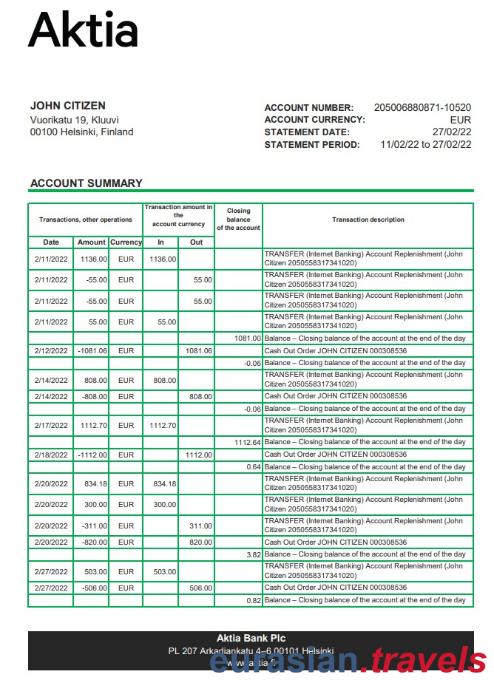 Aktia
JOHN CITIZEN
Vuorikatu 19, Kluuvi
00100 Helsinki, Finland
ACCOUNT NUMBER: 205006880871-10520
ACCOUNT CURRENCY: EUR
STATEMENT DATE: 27/02/22
STATEMENT PERIOD: 11/02/22 to 27/02/22
ACCOUNT SUMMARY
Transactions, other operations
Transaction amount in
the
account currency
Closing
balance
of the account
Transaction description
Date Amount Currency In Out
2/11/2022 1136.00 EUR 1136.00 TRANSFER (Internet Banking) Account Replenishment (John
Citizen 2050558317341020)
2/11/2022 -55.00 EUR 55.00 TRANSFER (Internet Banking) Account Replenishment (John
Citizen 2050558317341020)
2/11/2022 -55.00 EUR 55.00 TRANSFER (Internet Banking) Account Replenishment (John
Citizen 2050558317341020)
2/11/2022 55.00 EUR 55.00 TRANSFER (Internet Banking) Account Replenishment (John
Citizen 2050558317341020)
1081.00 Balance – Closing balance of the account at the end of the day
2/12/2022 -1081.06 EUR 1081.06 Cash Out Order JOHN CITIZEN 000308536
-0.06 Balance – Closing balance of the account at the end of the day
2/14/2022 808.00 EUR 808.00 TRANSFER (Internet Banking) Account Replenishment (John
Citizen 2050558317341020)
2/14/2022 -808.00 EUR 808.00 Cash Out Order JOHN CITIZEN 000308536
-0.06 Balance – Closing balance of the account at the end of the day
2/17/2022 1112.70 EUR 1112.70 TRANSFER (Internet Banking) Account Replenishment (John
Citizen 2050558317341020)
1112.64 Balance – Closing balance of the account at the end of the day
2/18/2022 -1112.00 EUR 1112.00 Cash Out Order JOHN CITIZEN 000308536
0.64 Balance – Closing balance of the account at the end of the day
2/20/2022 834.18 EUR 834.18 TRANSFER (Internet Banking) Account Replenishment (John
Citizen 2050558317341020)
2/20/2022 300.00 EUR 300.00 TRANSFER (Internet Banking) Account Replenishment (John
Citizen 2050558317341020)
2/20/2022 -311.00 EUR 311.00 TRANSFER (Internet Banking) Account Replenishment (John
Citizen 2050558317341020)
2/20/2022 -820.00 EUR 820.00 Cash Out Order JOHN CITIZEN 000308536
3.82 Balance – Closing balance of the account at the end of the day
2/27/2022 503.00 EUR 503.00 TRANSFER (Internet Banking) Account Replenishment (John
Citizen 2050558317341020)
2/27/2022 -506.00 EUR 506.00 Cash Out Order JOHN CITIZEN 000308536
0.82 Balance – Closing balance of the account at the end of the day
Aktia Bank Plc
PL 207 Arkadiankatu 4–6 00101 Helsinki
www.aktia.fi
eurasian.travels